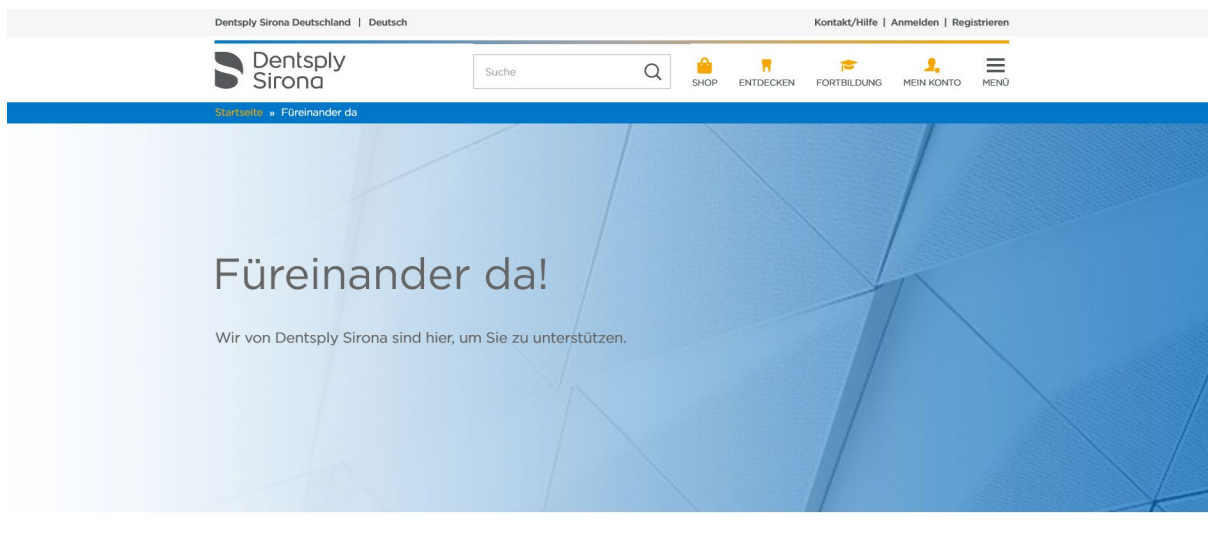 Dentsply Sirona Deutschland | Deutsch
Kontakt/Hilfe | Anmelden | Registrieren
Dentsply
Sirona
Suche
SHOP
ENTDECKEN
FORTBILDUNG
MEIN KONTO
MENÜ
Startseite » Füreinander da
Füreinander da!
Wir von Dentsply Sirona sind hier, um Sie zu unterstützen.